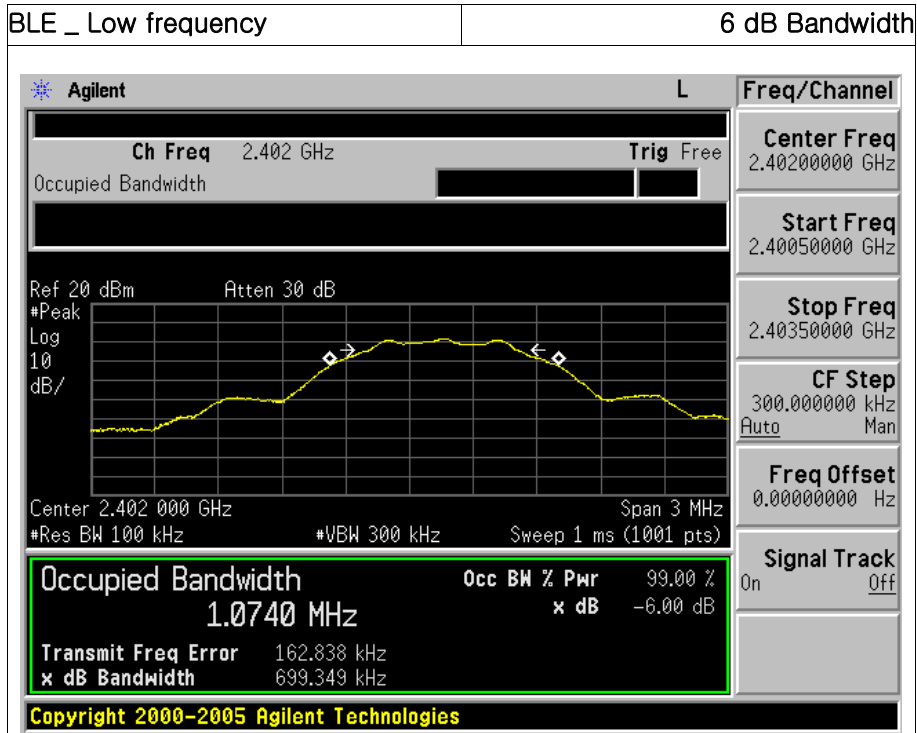 BLE _ Low frequency 6 dB Bandwidth
Agilent L Freq/Channel
Ch Freq 2.402 GHz Trig Free
Occupied Bandwidth
Center Freq
2.40200000 GHz
Start Freq
2.40050000 GHz
Stop Freq
2.40350000 GHz
CF Step
300.000000 kHz
Auto Man
Freq Offset
0.00000000 Hz
Signal Track
On Off
Ref 20 dBm Atten 30 dB
#Peak
Log
10
dB/
Center 2.402 000 GHz Span 3 MHz
#Res BW 100 kHz #VBW 300 kHz Sweep 1 ms (1001 pts)
Occupied Bandwidth Occ BW % Pwr 99.00 %
1.0740 MHz x dB -6.00 dB
Transmit Freq Error 162.838 kHz
x dB Bandwidth 699.349 kHz
Copyright 2000-2005 Agilent Technologies